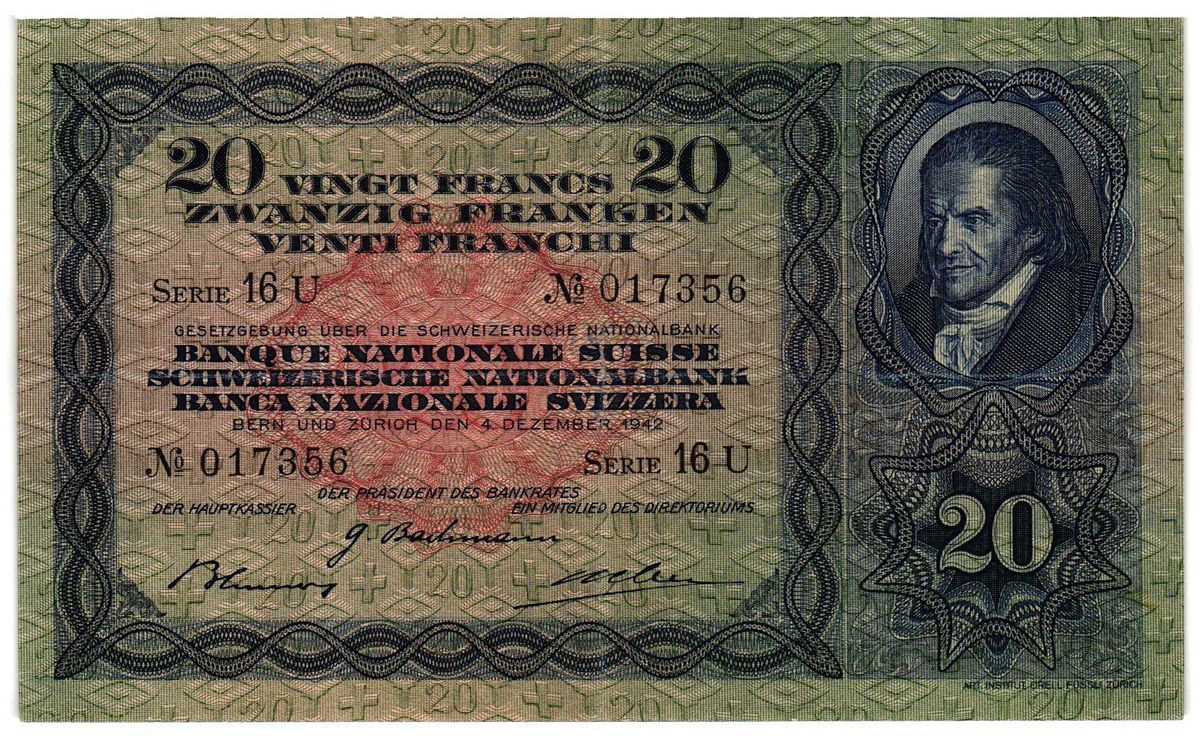 20 VINGT FRANCS 20
ZWANZIG FRANKEN
VENTI FRANCHI
SERIE 16 U № 017356
GESETZGEBUNG ÜBER DIE SCHWEIZERISCHE NATIONALBANK
BANQUE NATIONALE SUISSE
SCHWEIZERISCHE NATIONALBANK
BANCA NAZIONALE SVIZZERA
BERN UND ZÜRICH DEN 4. DEZEMBER 1942
№ 017356 SERIE 16 U
DER PRÄSIDENT DES BANKRATES
DER HAUPTKASSIER EIN MITGLIED DES DIREKTORIUMS
G Bachmann
20
ART. INSTITUT ORELL FÜSSLI ZÜRICH